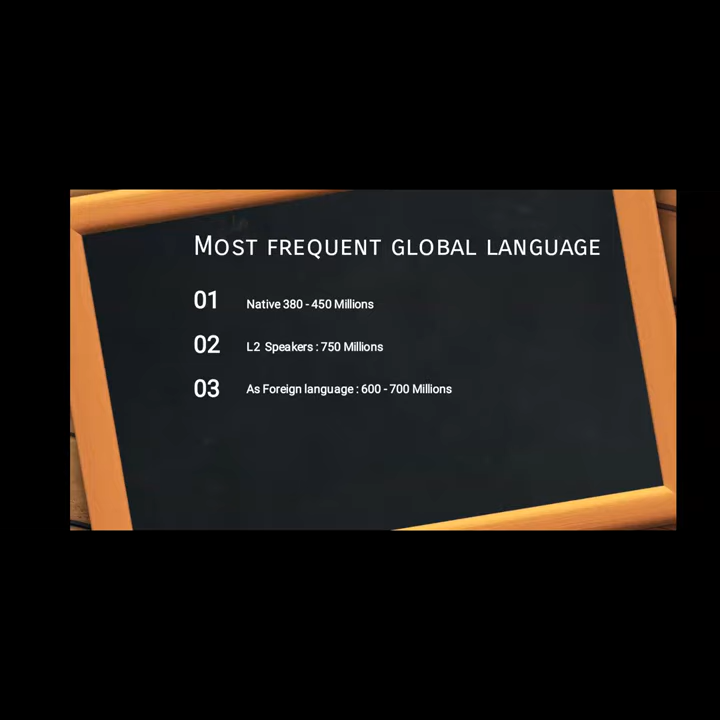 Most frequent global language
01 Native 380 - 450 Millions
02 L2 Speakers : 750 Millions
03 As Foreign language : 600 - 700 Millions